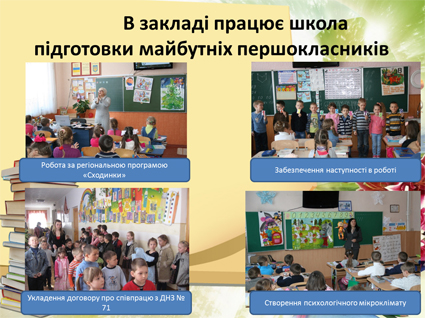 В закладі працює школа
підготовки майбутніх першокласників
Робота за регіональною програмою
«Сходинки»
Забезпечення наступності в роботі
Укладення договору про співпрацю з ДНЗ №
71
Створення психологічного мікроклімату